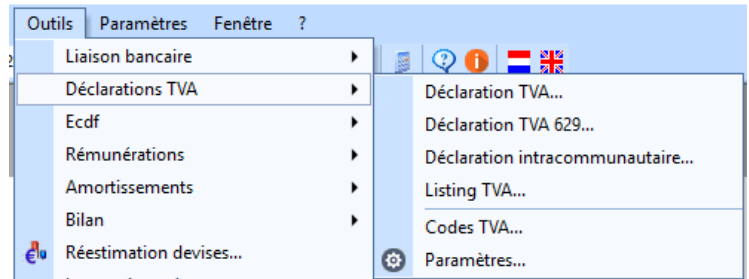 Outils Paramètres Fenêtre ?
Liaison bancaire
Déclarations TVA
Ecdf
Rémunérations
Amortissements
Bilan
Réestimation devises...
Déclaration TVA...
Déclaration TVA 629...
Déclaration intracommunautaire...
Listing TVA...
Codes TVA...
Paramètres...